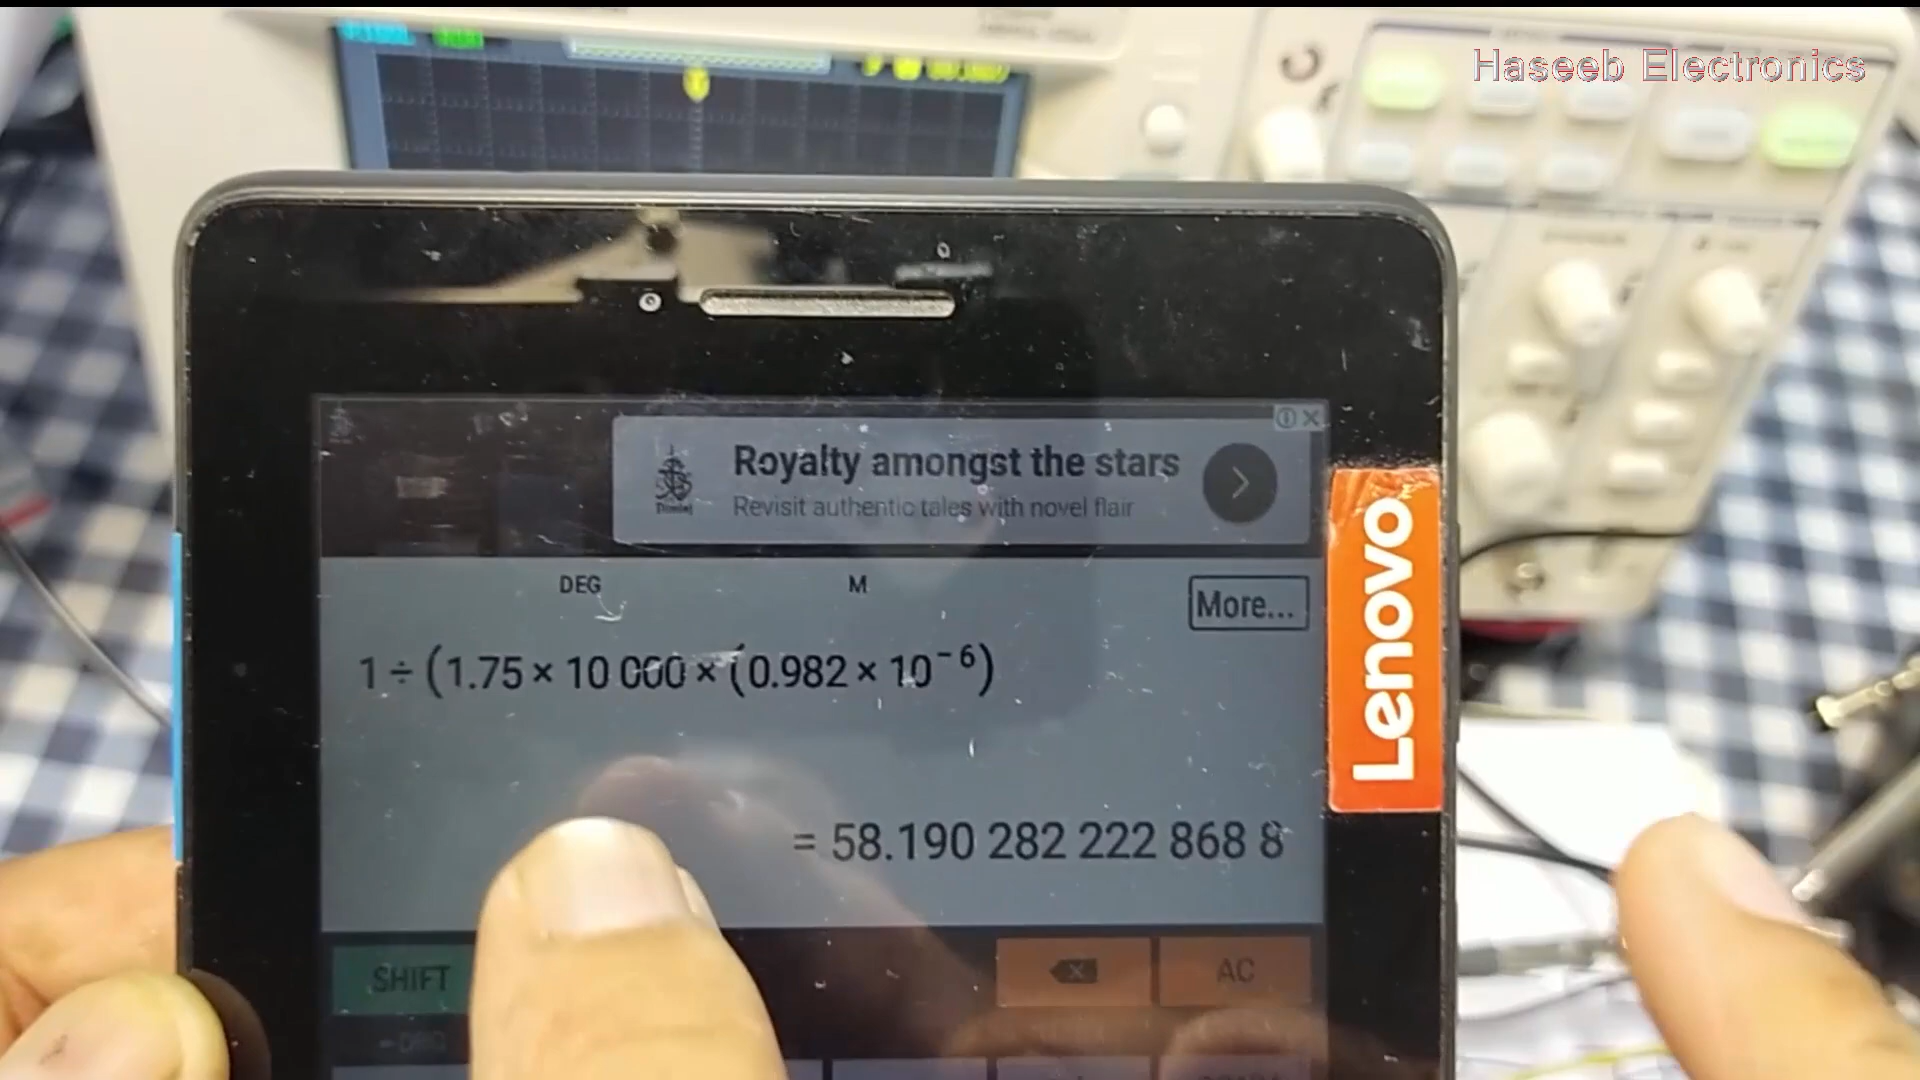 Haseeb Electronics
Royalty amongst the stars
Revisit authentic tales with novel flair
DEG
M
More...
1 ÷ (1.75 × 10 000 × (0.982 × 10⁻⁶)
= 58.190 282 222 868 8
Lenovo
SHIFT
AC